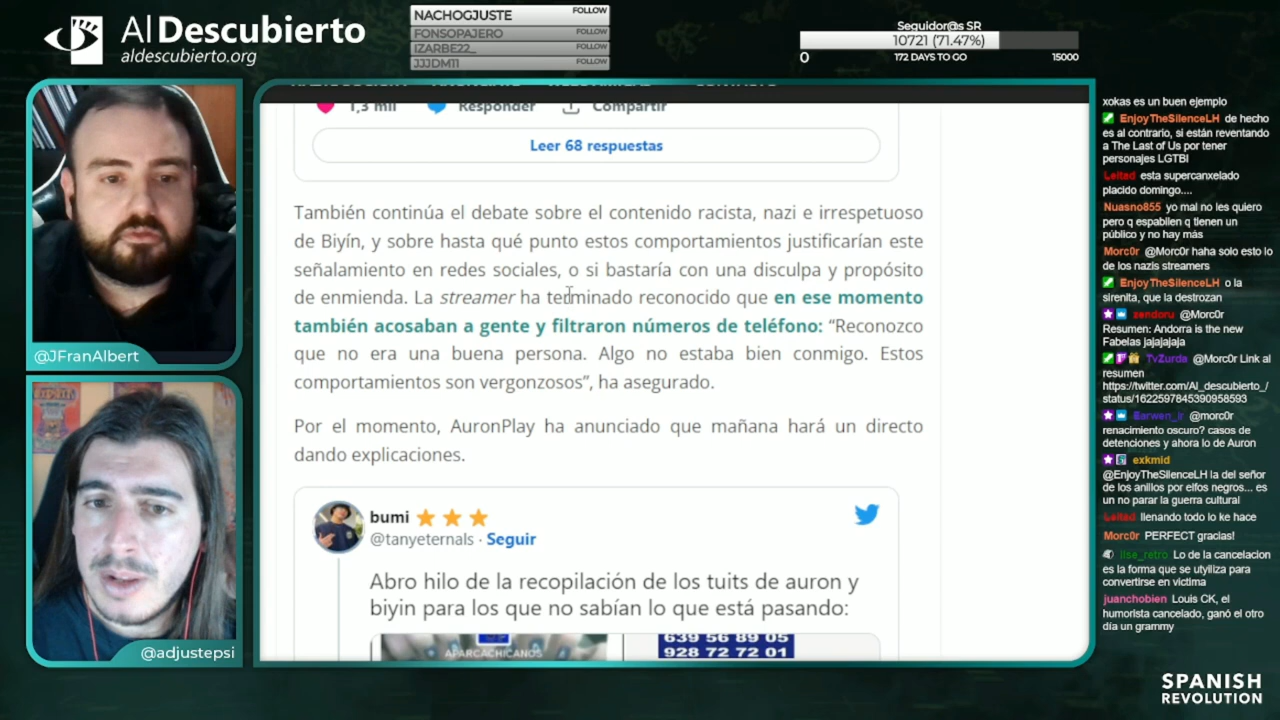 Al Descubierto
aldescubierto.org
NACHOGJUSTE FOLLOW
FONSOPAJERO FOLLOW
IZARBE22_ FOLLOW
JJJDM11 FOLLOW
Seguidor@s SR
10721 (71.47%)
0 172 DAYS TO GO 15000
@JFranAlbert
@adjustepsi
1,3 mil Responder Compartir
Leer 68 respuestas
También continúa el debate sobre el contenido racista, nazi e irrespetuoso
de Biyín, y sobre hasta qué punto estos comportamientos justificarían este
señalamiento en redes sociales, o si bastaría con una disculpa y propósito
de enmienda. La streamer ha terminado reconocido que en ese momento
también acosaban a gente y filtraron números de teléfono: “Reconozco
que no era una buena persona. Algo no estaba bien conmigo. Estos
comportamientos son vergonzosos”, ha asegurado.
Por el momento, AuronPlay ha anunciado que mañana hará un directo
dando explicaciones.
bumi
@tanyeternals · Seguir
Abro hilo de la recopilación de los tuits de auron y
biyin para los que no sabían lo que está pasando:
APARCACHICANOS
639 56 89 05
928 72 72 01
xokas es un buen ejemplo
EnjoyTheSilenceLH de hecho
es al contrario, si están reventando
a The Last of Us por tener
personajes LGTBI
Leitad esta supercanxelado
placido domingo....
Nuasno855 yo mal no les quiero
pero q espabilen q tienen un
público y no hay más
Morc0r @Morc0r haha solo esto lo
de los nazis streamers
EnjoyTheSilenceLH o la
sirenita, que la destrozan
zendoru @Morc0r
Resumen: Andorra is the new
Fabelas jajajajaja
TvZurda @Morc0r Link al
resumen
https://twitter.com/Al_descubierto_/
status/1622597845390958593
Barwen_ir @morc0r
renacimiento oscuro? casos de
detenciones y ahora lo de Auron
exkmid
@EnjoyTheSilenceLH la del señor
de los anillos por elfos negros... es
un no parar la guerra cultural
Leitad llenando todo lo ke hace
Morc0r PERFECT gracias!
ilse_retro Lo de la cancelacion
es la forma que se utyiliza para
convertirse en victima
juanchobien Louis CK, el
humorista cancelado, ganó el otro
día un grammy
SPANISH
REVOLUTION